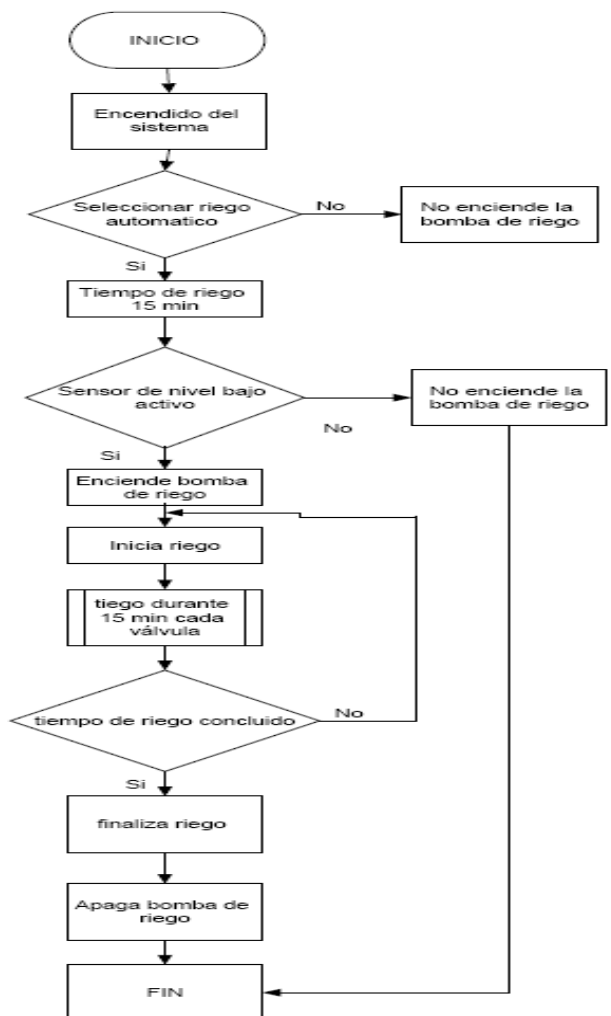 INICIO
Encendido del
sistema
Seleccionar riego
automatico
No
No enciende la
bomba de riego
Si
Tiempo de riego
15 min
Sensor de nivel bajo
activo
No
No enciende la
bomba de riego
Si
Enciende bomba
de riego
Inicia riego
tiego durante
15 min cada
válvula
tiempo de riego concluido
No
Si
finaliza riego
Apaga bomba de
riego
FIN